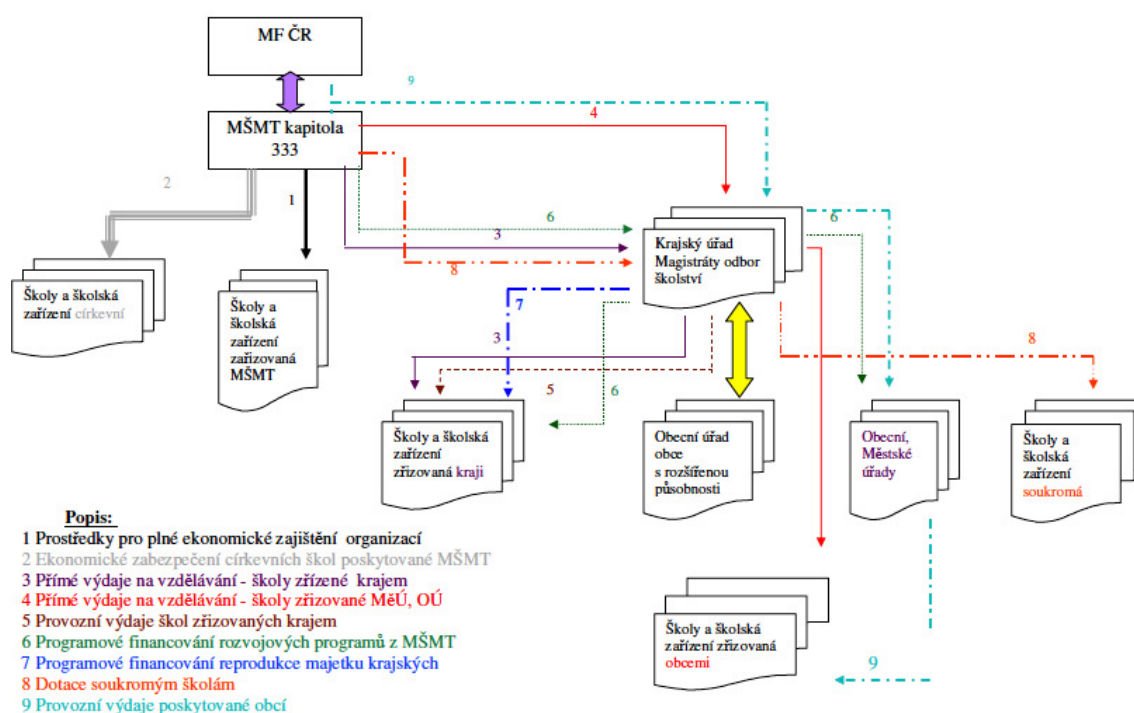 MF ČR
9
MŠMT kapitola
333
4
2
1
6
3
8
6
Krajský úřad
Magistráty odbor
školství
Školy a školská
zařízení církevní
Školy a
školská
zařízení
zařizovaná
MŠMT
7
3
5
6
8
Školy a školská
zařízení
zřizovaná kraji
Obecní úřad
obce
s rozšířenou
působnosti
Obecní,
Městské
úřady
Školy a
školská
zařízení
soukromá
Školy a školská
zařízení zřizovaná
obcemi
9
Popis:
1 Prostředky pro plné ekonomické zajištění organizací
2 Ekonomické zabezpečení církevních škol poskytované MŠMT
3 Přímé výdaje na vzdělávání - školy zřízené krajem
4 Přímé výdaje na vzdělávání - školy zřizované MěÚ, OÚ
5 Provozní výdaje škol zřizovaných krajem
6 Programové financování rozvojových programů z MŠMT
7 Programové financování reprodukce majetku krajských
8 Dotace soukromým školám
9 Provozní výdaje poskytované obcí